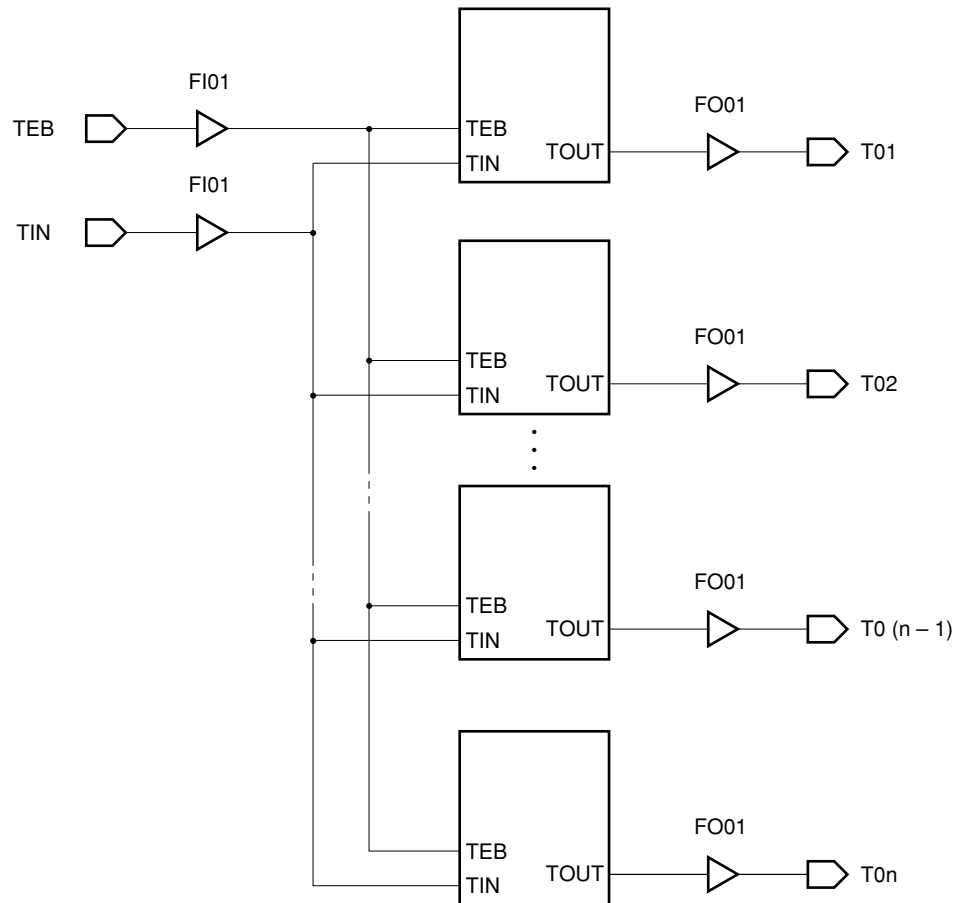 FI01
TEB
TEB
TIN
TOUT
FO01
T01
FI01
TIN
TEB
TIN
TOUT
FO01
T02
TEB
TIN
TOUT
FO01
T0 (n – 1)
TEB
TIN
TOUT
FO01
T0n